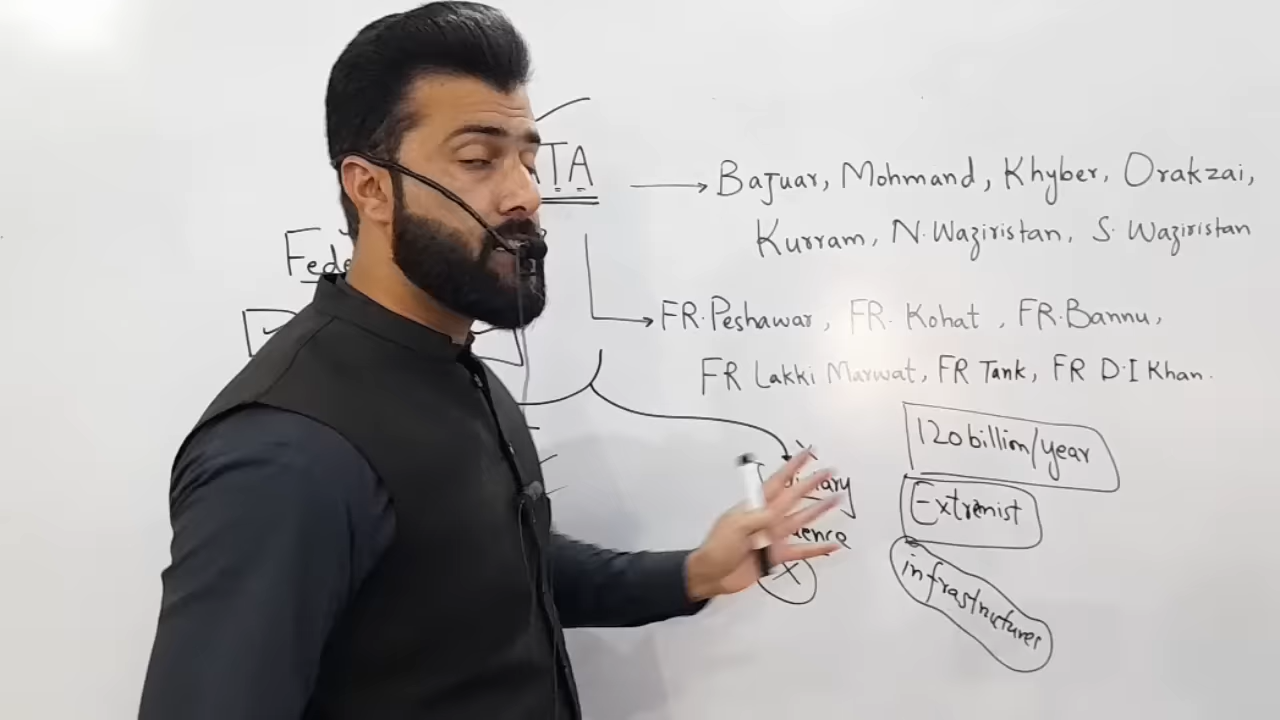 TA
Bajuar, Mohmand, Khyber, Orakzai,
Kurram, N. Waziristan, S. Waziristan
Fede
FR. Peshawar, FR. Kohat, FR. Bannu,
FR Lakki Marwat, FR Tank, FR D.I Khan.
120 billion/year
Extremist
infrastrutures